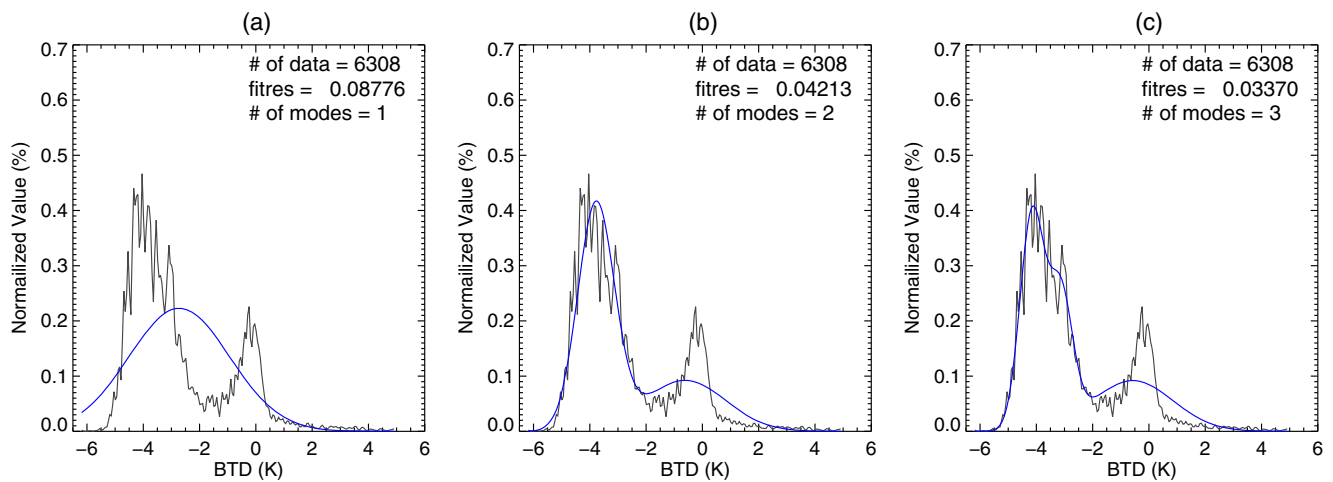 (a)
# of data = 6308
fitres = 0.08776
# of modes = 1
Normailized Value (%)
0.7
0.6
0.5
0.4
0.3
0.2
0.1
0.0
−6 −4 −2 0 2 4 6
BTD (K)
(b)
# of data = 6308
fitres = 0.04213
# of modes = 2
Normailized Value (%)
0.7
0.6
0.5
0.4
0.3
0.2
0.1
0.0
−6 −4 −2 0 2 4 6
BTD (K)
(c)
# of data = 6308
fitres = 0.03370
# of modes = 3
Normailized Value (%)
0.7
0.6
0.5
0.4
0.3
0.2
0.1
0.0
−6 −4 −2 0 2 4 6
BTD (K)